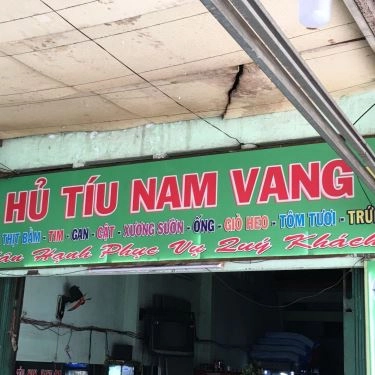 HỦ TÍU NAM VANG
THỊT BẰM - TIM - GAN - CẬT - XƯƠNG SƯỜN - ỐNG - GIÒ HEO - TÔM TƯƠI - TRỨ
ân Hạnh Phục Vụ Quý Khách